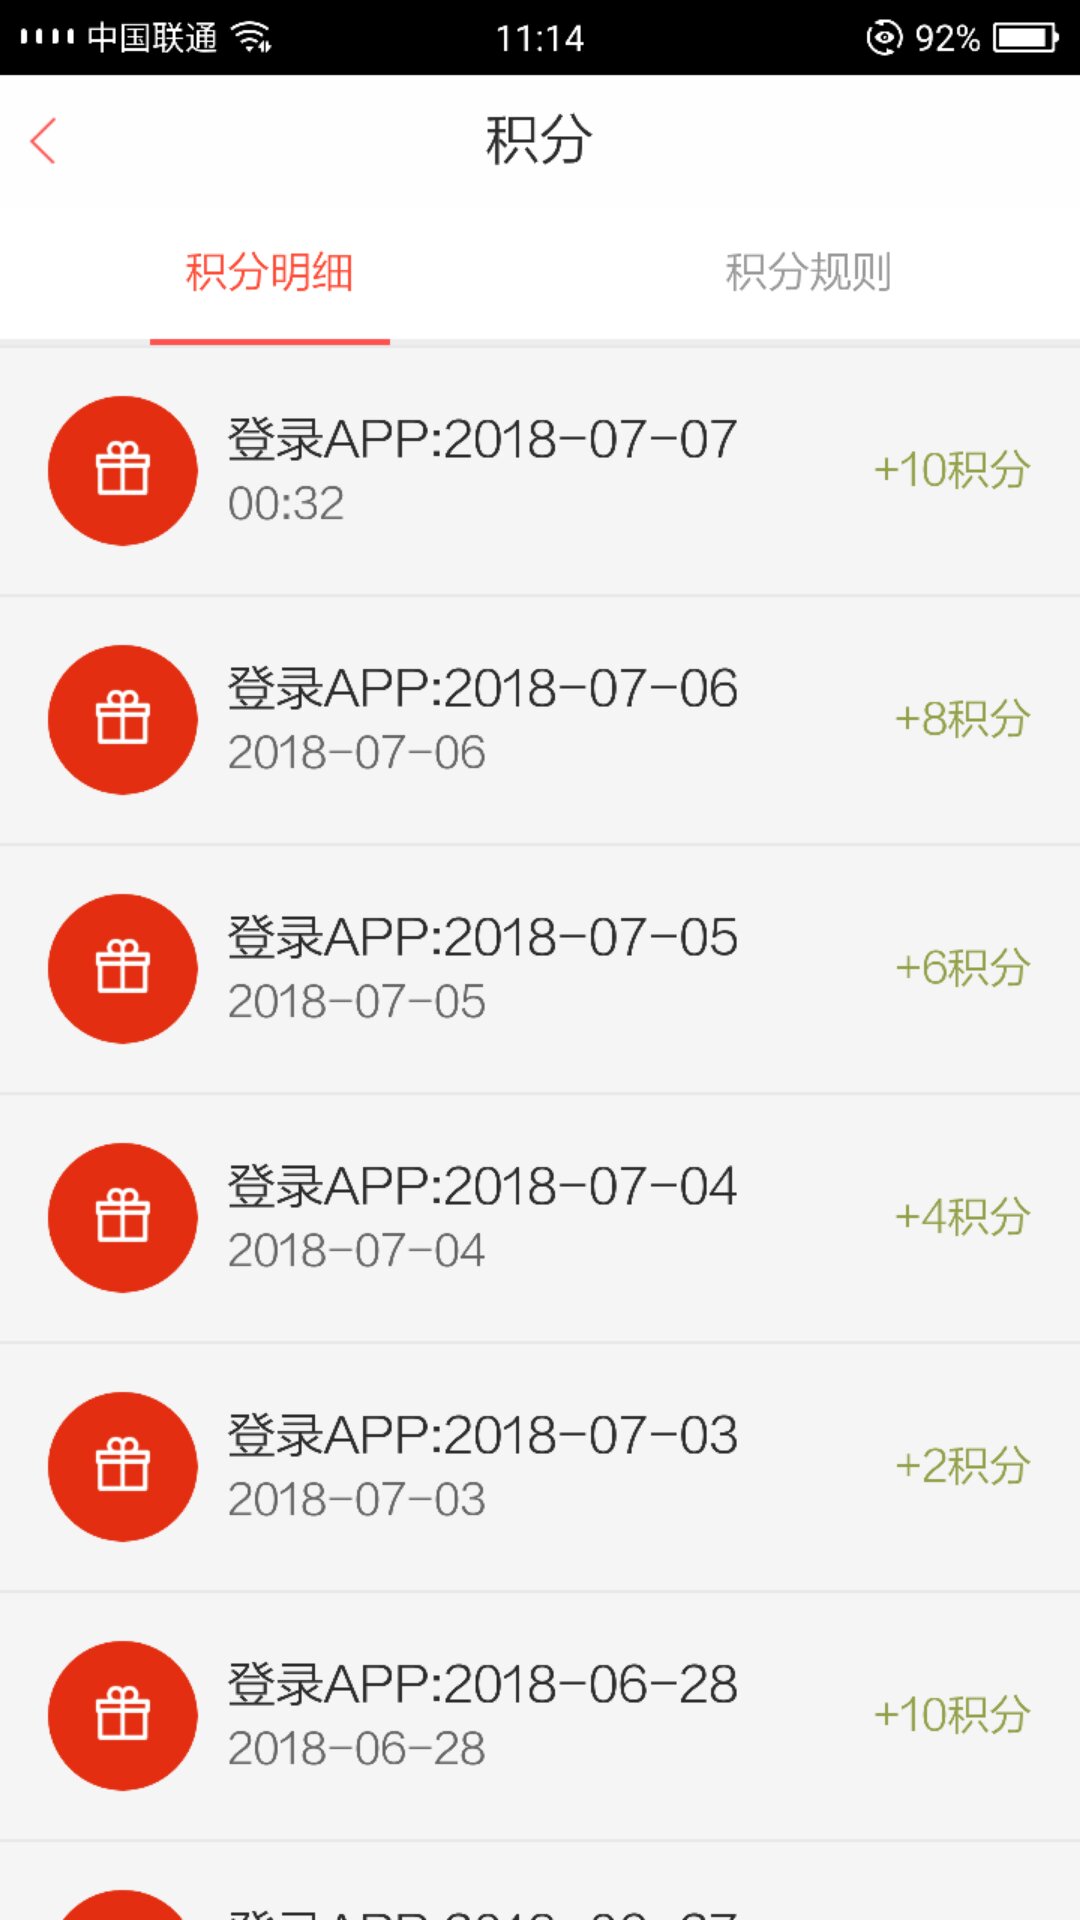 中国联通 11:14 92%
积分
积分明细 积分规则
登录APP:2018-07-07
00:32
+10积分
登录APP:2018-07-06
2018-07-06
+8积分
登录APP:2018-07-05
2018-07-05
+6积分
登录APP:2018-07-04
2018-07-04
+4积分
登录APP:2018-07-03
2018-07-03
+2积分
登录APP:2018-06-28
2018-06-28
+10积分